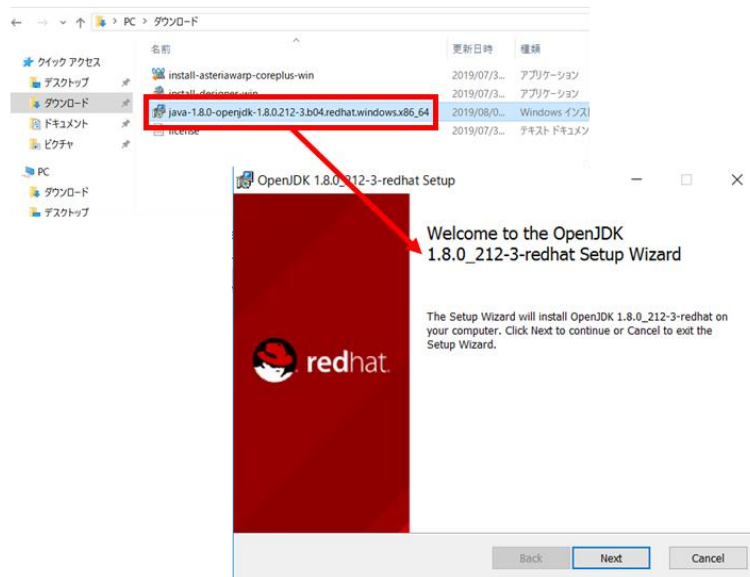 PC > ダウンロード
名前
更新日時
種類
クイック アクセス
デスクトップ
ダウンロード
ドキュメント
ピクチャ
PC
ダウンロード
デスクトップ
install-asteriawarp-coreplus-win 2019/07/3... アプリケーション
install-designer-win 2019/07/3... アプリケーション
java-1.8.0-openjdk-1.8.0.212-3.b04.redhat.windows.x86_64 2019/08/0... Windows インス
license 2019/07/3... テキスト ドキュメン
OpenJDK 1.8.0_212-3-redhat Setup
Welcome to the OpenJDK
1.8.0_212-3-redhat Setup Wizard
The Setup Wizard will install OpenJDK 1.8.0_212-3-redhat on
your computer. Click Next to continue or Cancel to exit the
Setup Wizard.
redhat.
Back
Next
Cancel